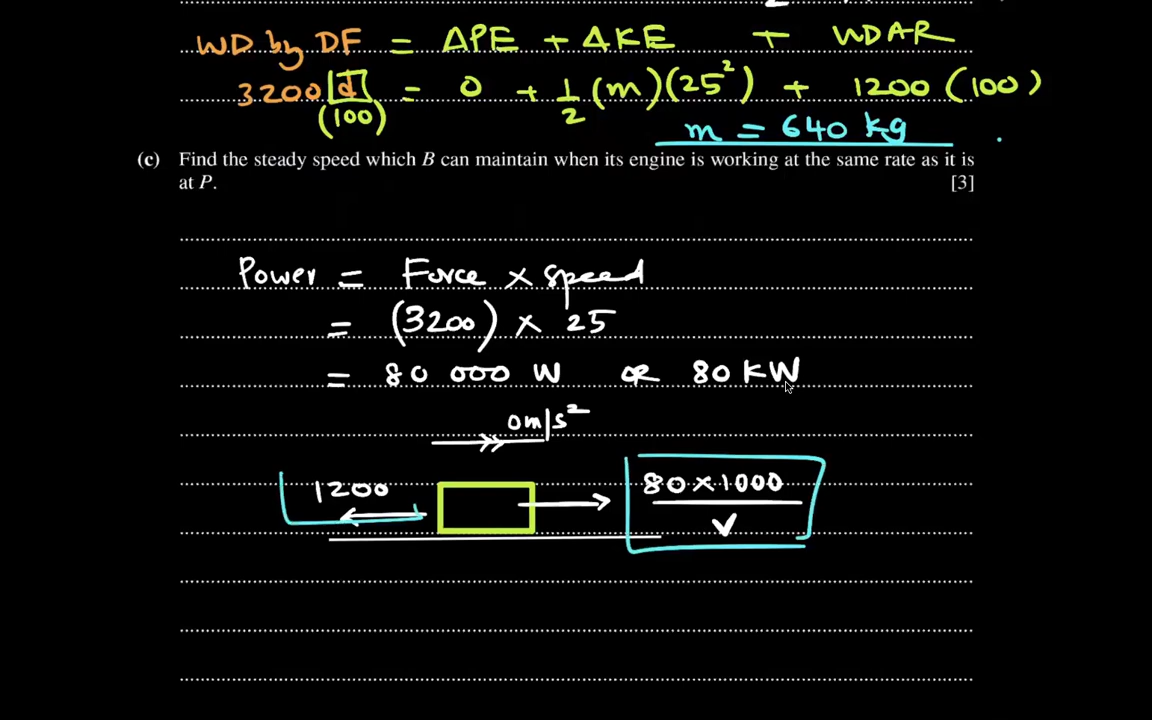 WD by DF = ΔPE + ΔKE + WDAR
3200 d = 0 + 1/2 (m)(25²) + 1200 (100)
(100)
m = 640 kg
(c) Find the steady speed which B can maintain when its engine is working at the same rate as it is
at P. [3]
Power = Force × speed
= (3200) × 25
= 80 000 W OR 80 KW
0m/s²
1200
80×1000
V